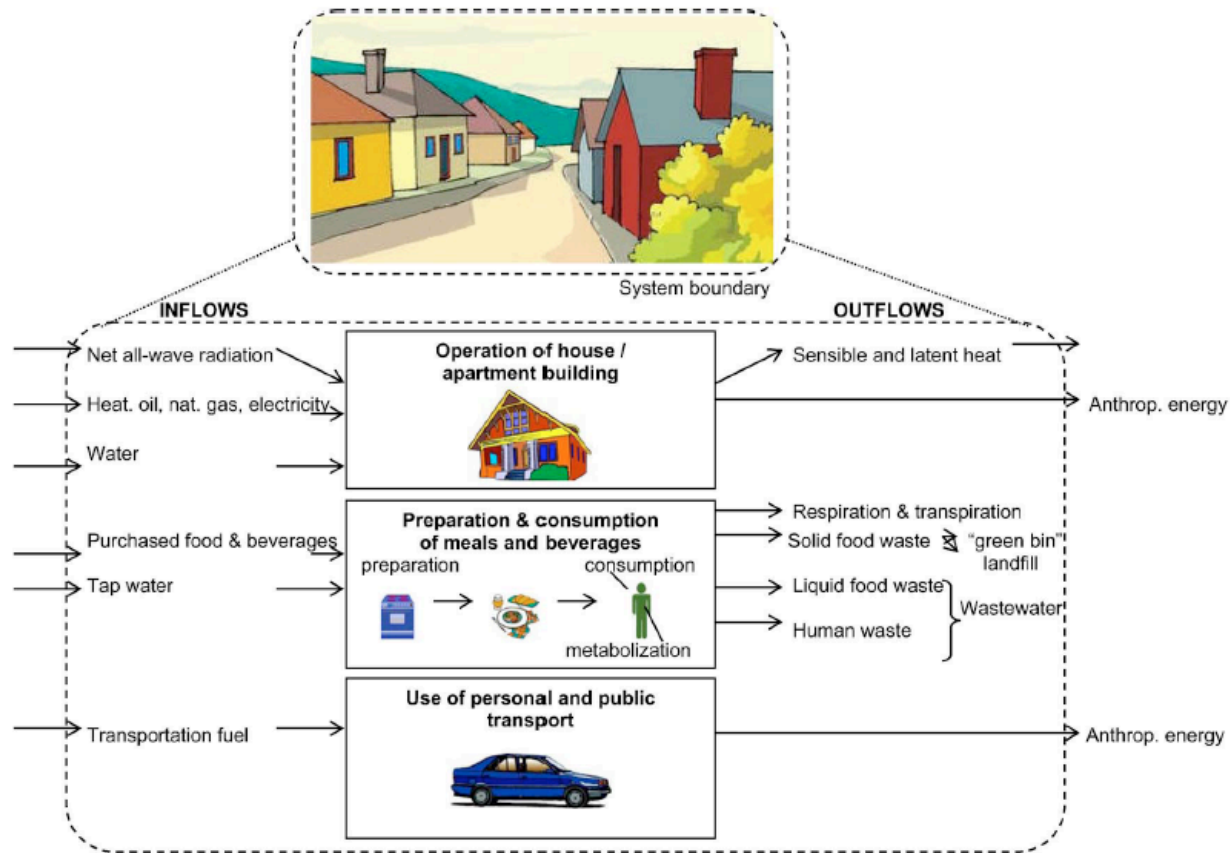 System boundary
INFLOWS
OUTFLOWS
Net all-wave radiation
Heat. oil, nat. gas, electricity
Water
Operation of house /
apartment building
Sensible and latent heat
Anthrop. energy
Purchased food & beverages
Tap water
Preparation & consumption
of meals and beverages
preparation
consumption
metabolization
Respiration & transpiration
Solid food waste
"green bin"
landfill
Liquid food waste
Human waste
Wastewater
Transportation fuel
Use of personal and public
transport
Anthrop. energy